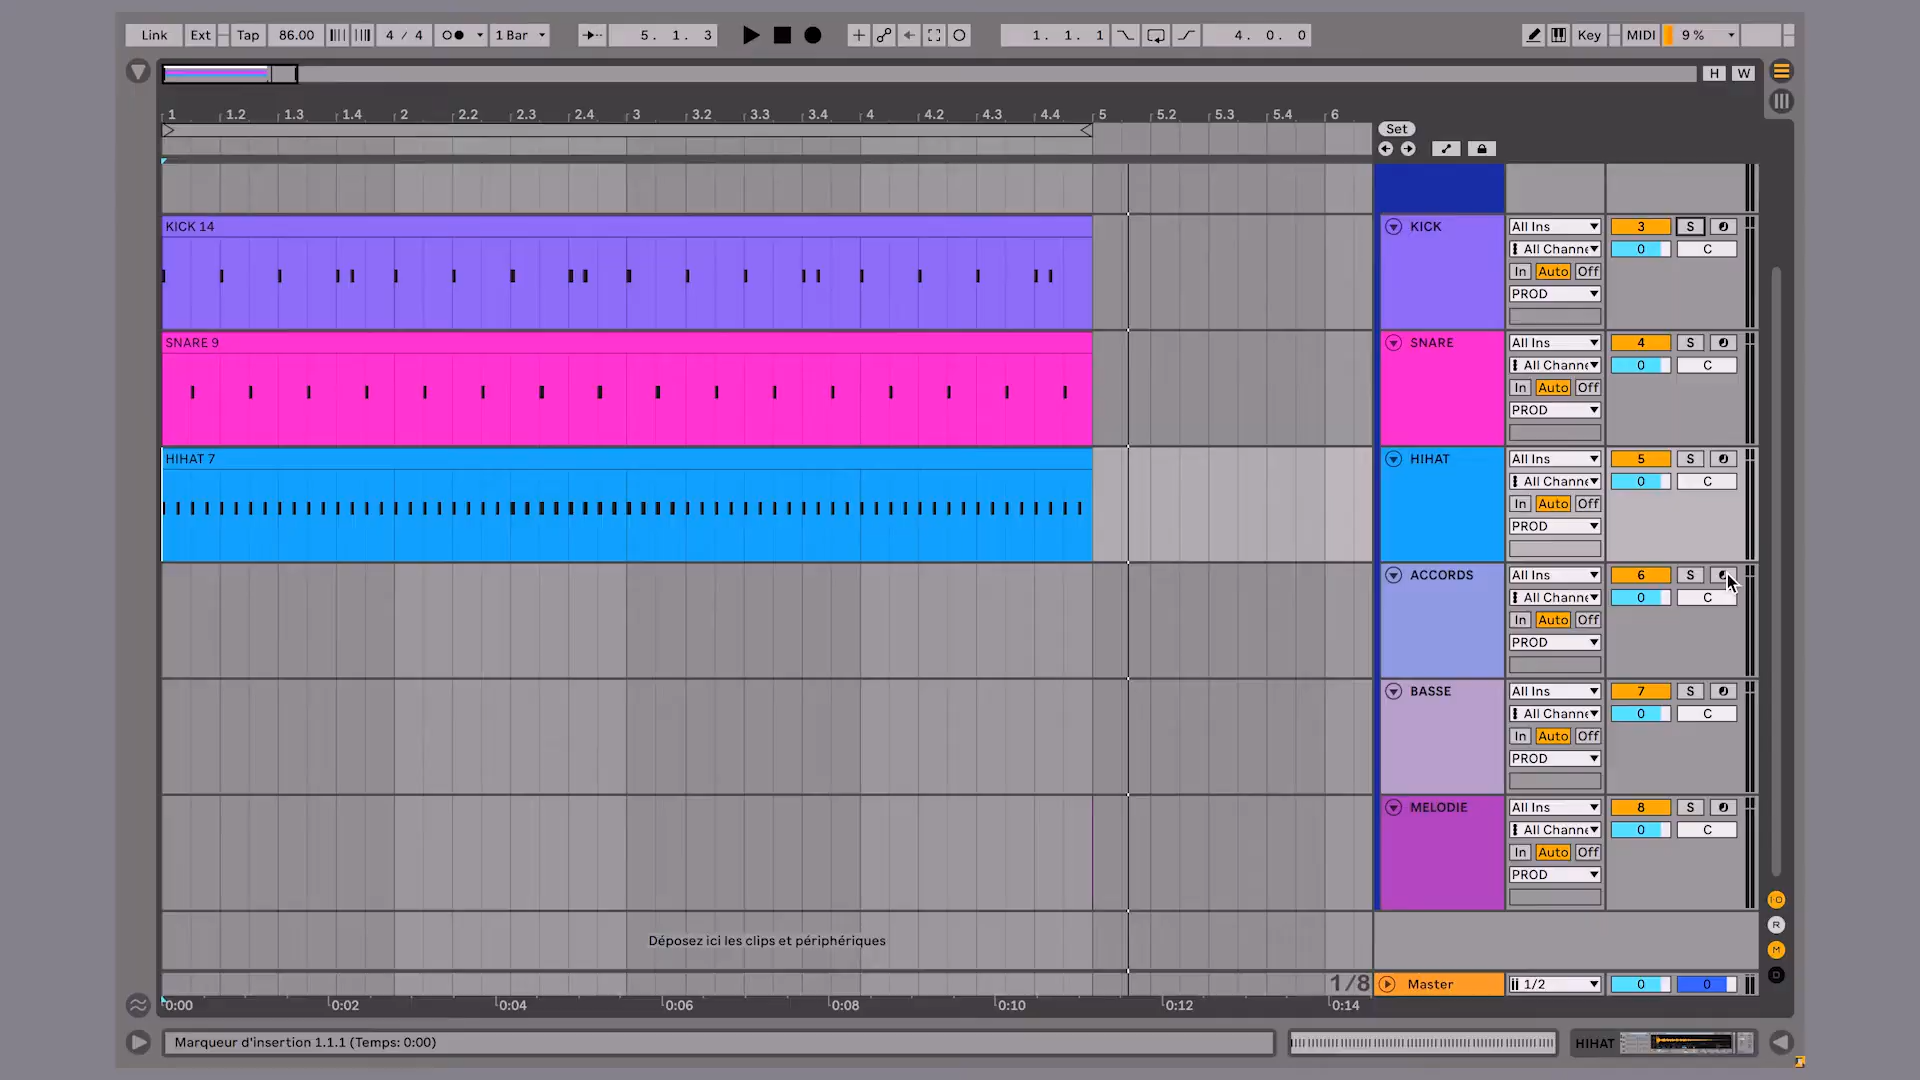 Link Ext Tap 86.00 4 / 4 1 Bar 5. 1. 3 1. 1. 1 4. 0. 0 Key MIDI 9 %
H W
1 1.2 1.3 1.4 2 2.2 2.3 2.4 3 3.2 3.3 3.4 4 4.2 4.3 4.4 5 5.2 5.3 5.4 6
Set
KICK 14 KICK All Ins 3 S
All Channe 0 C
In Auto Off
PROD
SNARE 9 SNARE All Ins 4 S
All Channe 0 C
In Auto Off
PROD
HIHAT 7 HIHAT All Ins 5 S
All Channe 0 C
In Auto Off
PROD
ACCORDS All Ins 6 S
All Channe 0 C
In Auto Off
PROD
BASSE All Ins 7 S
All Channe 0 C
In Auto Off
PROD
MELODIE All Ins 8 S
All Channe 0 C
In Auto Off
PROD
I·O
R
M
D
Déposez ici les clips et périphériques
1/8 Master 1/2 0 0
0:00 0:02 0:04 0:06 0:08 0:10 0:12 0:14
Marqueur d'insertion 1.1.1 (Temps: 0:00) HIHAT